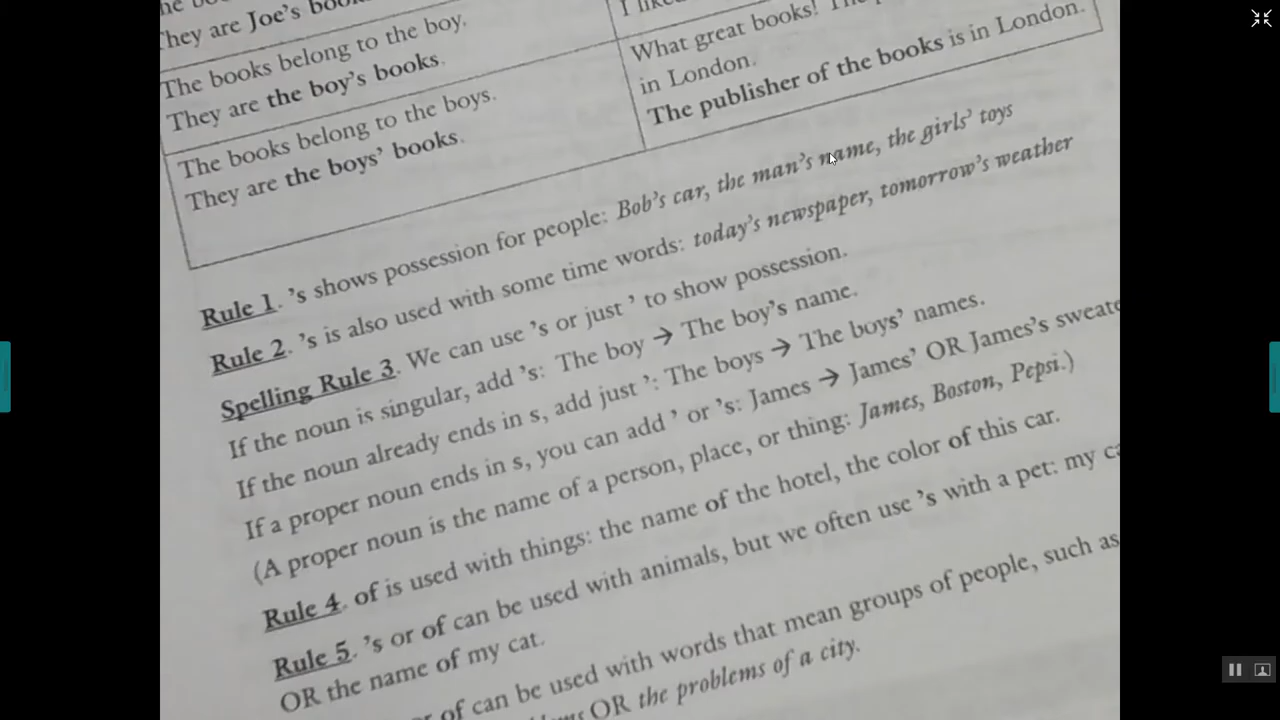 They are Joe's
The books belong to the boy.
They are the boy's books.
The books belong to the boys.
They are the boys' books.
What great books!
in London.
The publisher of the books is in London.
Rule 1. 's shows possession for people: Bob's car, the man's name, the girls' toys
Rule 2. 's is also used with some time words: today's newspaper, tomorrow's weather
Spelling Rule 3. We can use 's or just ' to show possession.
If the noun is singular, add 's: The boy → The boy's name.
If the noun already ends in s, add just ': The boys → The boys' names.
If a proper noun ends in s, you can add ' or 's: James → James' OR James's
(A proper noun is the name of a person, place, or thing: James, Boston, Pepsi.)
Rule 4. of is used with things: the name of the hotel, the color of this car.
Rule 5. 's or of can be used with animals, but we often use 's with a pet: my
OR the name of my cat.
of can be used with words that mean groups of people, such as
OR the problems of a city.